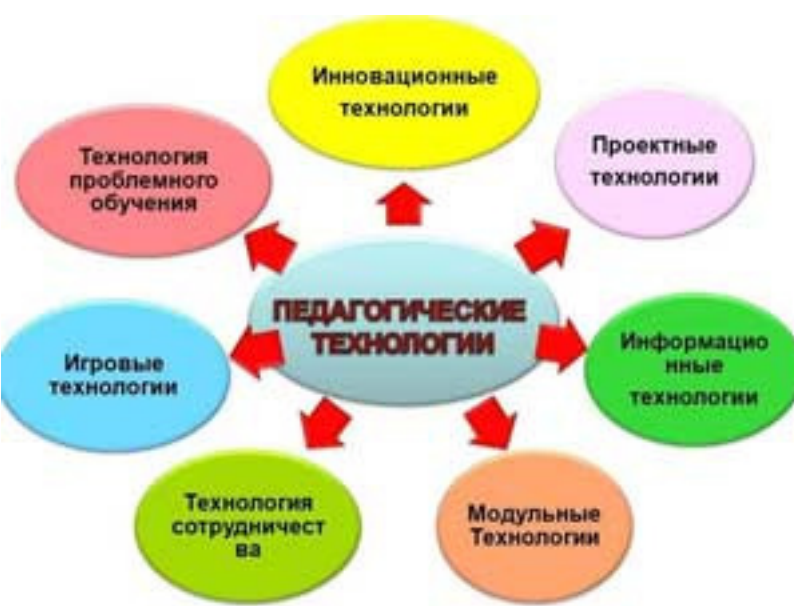 Инновационные
технологии
Проектные
технологии
Технология
проблемного
обучения
ПЕДАГОГИЧЕСКИЕ
ТЕХНОЛОГИИ
Информацио
нные
технологии
Игровые
технологии
Технология
сотрудничест
ва
Модульные
Технологии